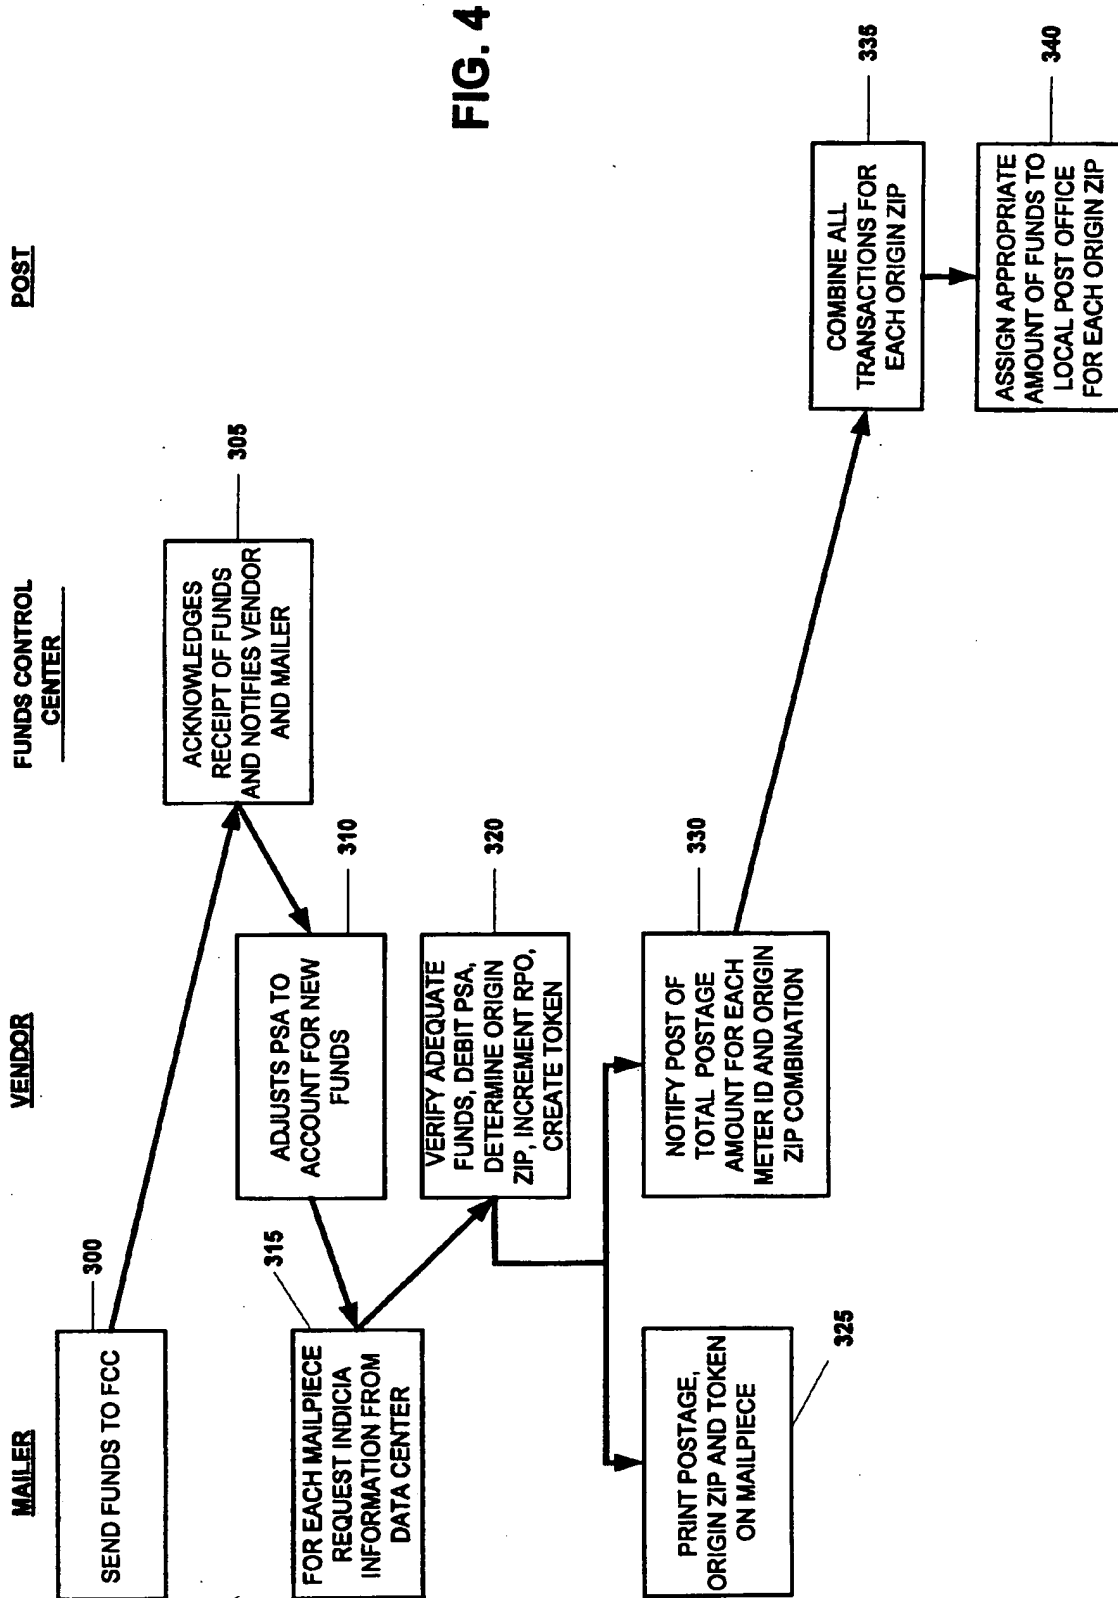 MAILER
VENDOR
FUNDS CONTROL
CENTER
POST
SEND FUNDS TO FCC
300
ACKNOWLEDGES
RECEIPT OF FUNDS
AND NOTIFIES VENDOR
AND MAILER
305
ADJUSTS PSA TO
ACCOUNT FOR NEW
FUNDS
310
FOR EACH MAILPIECE
REQUEST INDICIA
INFORMATION FROM
DATA CENTER
315
VERIFY ADEQUATE
FUNDS, DEBIT PSA,
DETERMINE ORIGIN
ZIP, INCREMENT RPO,
CREATE TOKEN
320
PRINT POSTAGE,
ORIGIN ZIP AND TOKEN
ON MAILPIECE
325
NOTIFY POST OF
TOTAL POSTAGE
AMOUNT FOR EACH
METER ID AND ORIGIN
ZIP COMBINATION
330
COMBINE ALL
TRANSACTIONS FOR
EACH ORIGIN ZIP
335
ASSIGN APPROPRIATE
AMOUNT OF FUNDS TO
LOCAL POST OFFICE
FOR EACH ORIGIN ZIP
340
FIG. 4